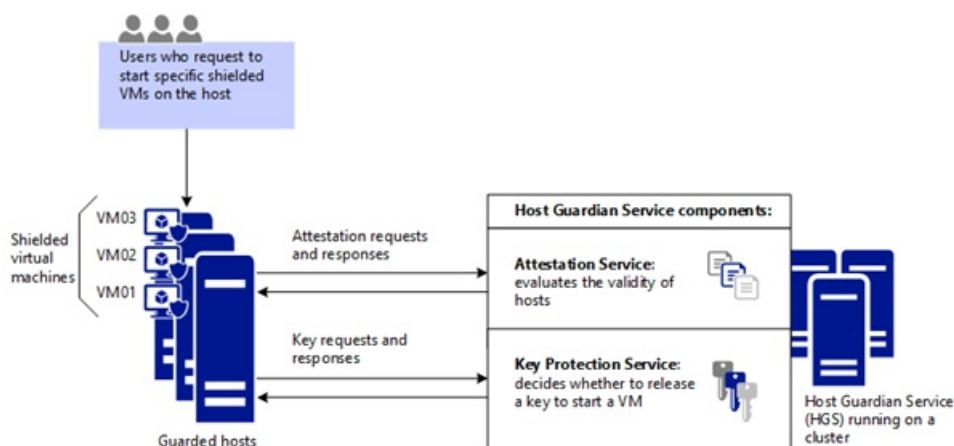 Users who request to
start specific shielded
VMs on the host
VM03
VM02
VM01
Shielded
virtual
machines
Guarded hosts
Attestation requests
and responses
Key requests and
responses
Host Guardian Service components:
Attestation Service:
evaluates the validity of
hosts
Key Protection Service:
decides whether to release
a key to start a VM
Host Guardian Service
(HGS) running on a
cluster